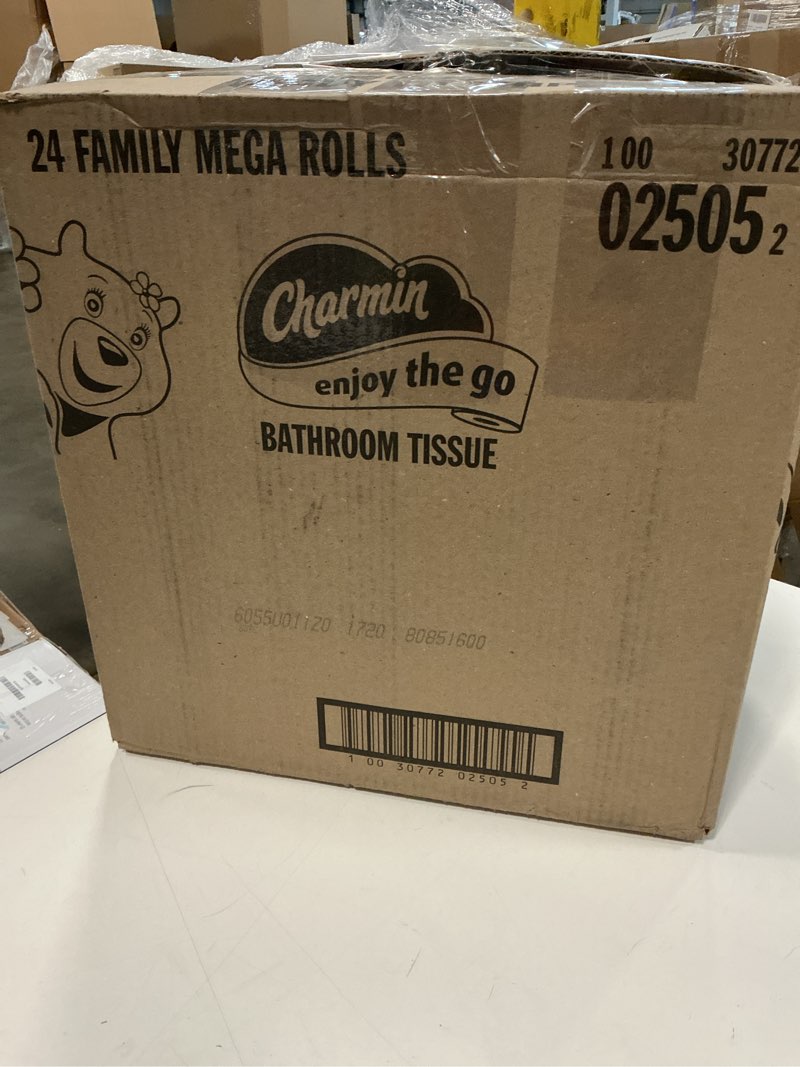 24 FAMILY MEGA ROLLS
100 30772
02505 2
Charmin
enjoy the go
BATHROOM TISSUE
6055U01120 1720 80851600
1 00 30772 02505 2